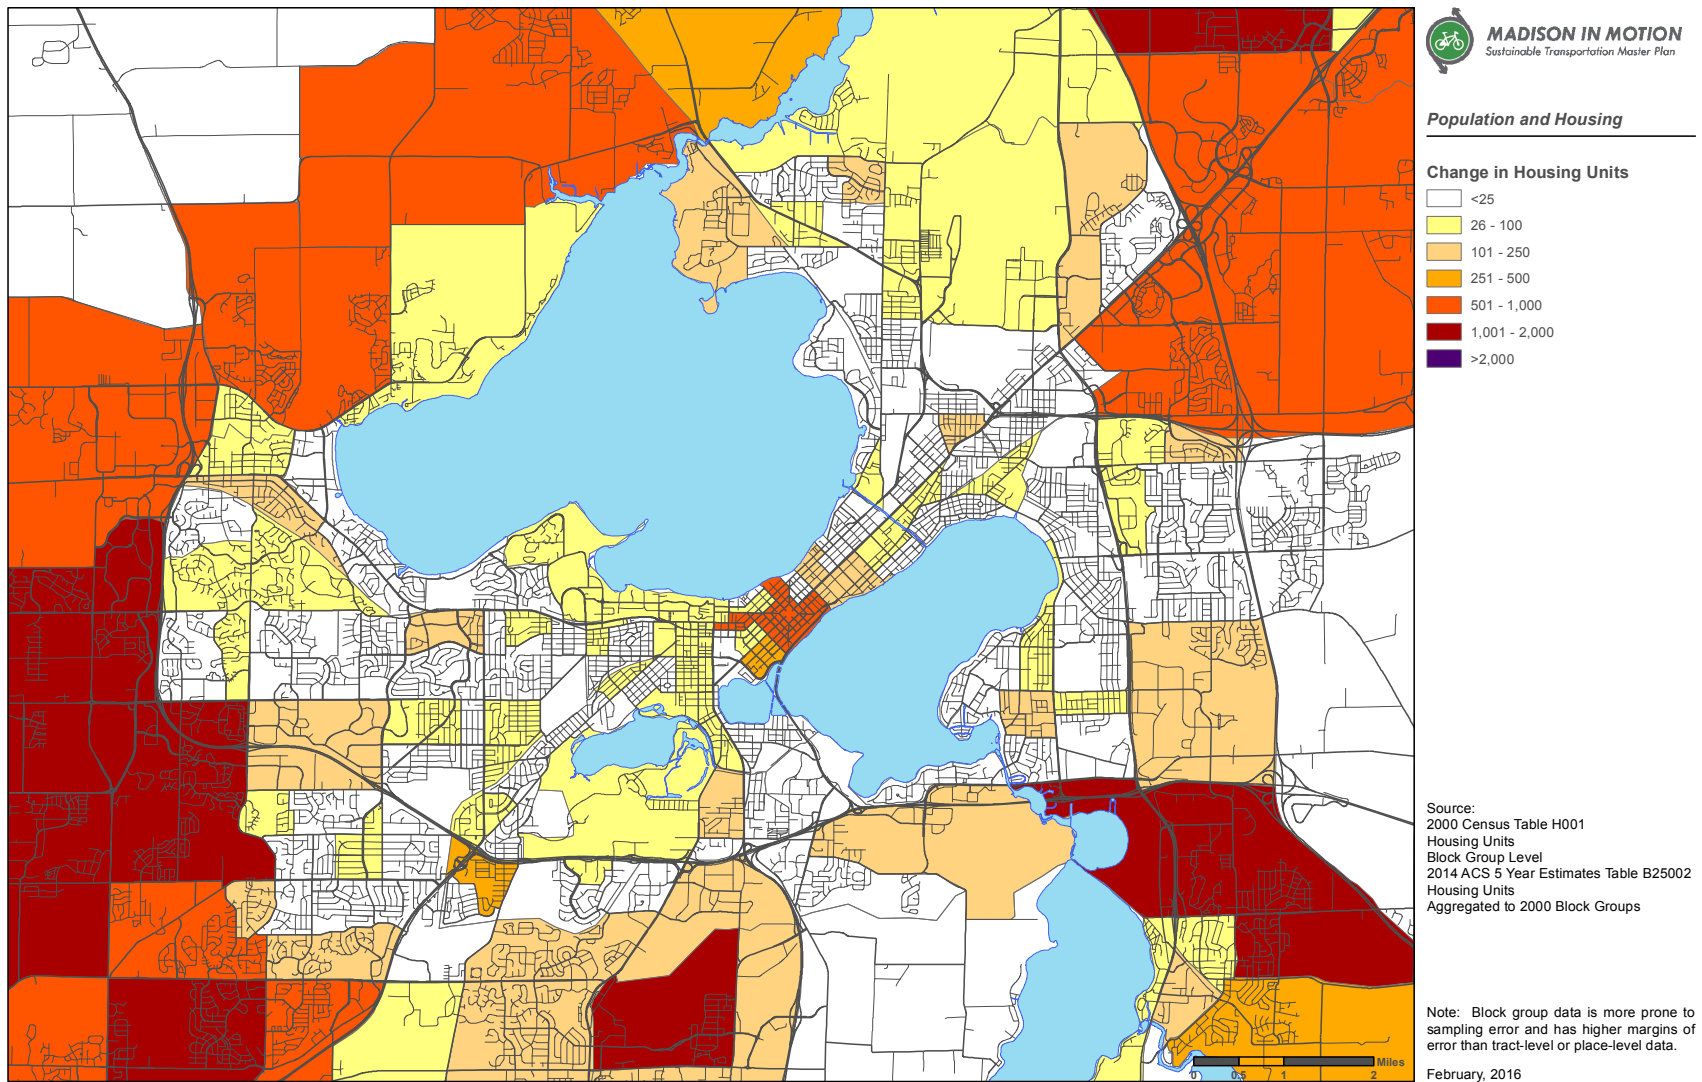 MADISON IN MOTION
Sustainable Transportation Master Plan
Population and Housing
Change in Housing Units
<25
26 - 100
101 - 250
251 - 500
501 - 1,000
1,001 - 2,000
>2,000
Source:
2000 Census Table H001
Housing Units
Block Group Level
2014 ACS 5 Year Estimates Table B25002
Housing Units
Aggregated to 2000 Block Groups
Note: Block group data is more prone to
sampling error and has higher margins of
error than tract-level or place-level data.
February, 2016
Miles
0 0.5 1 2